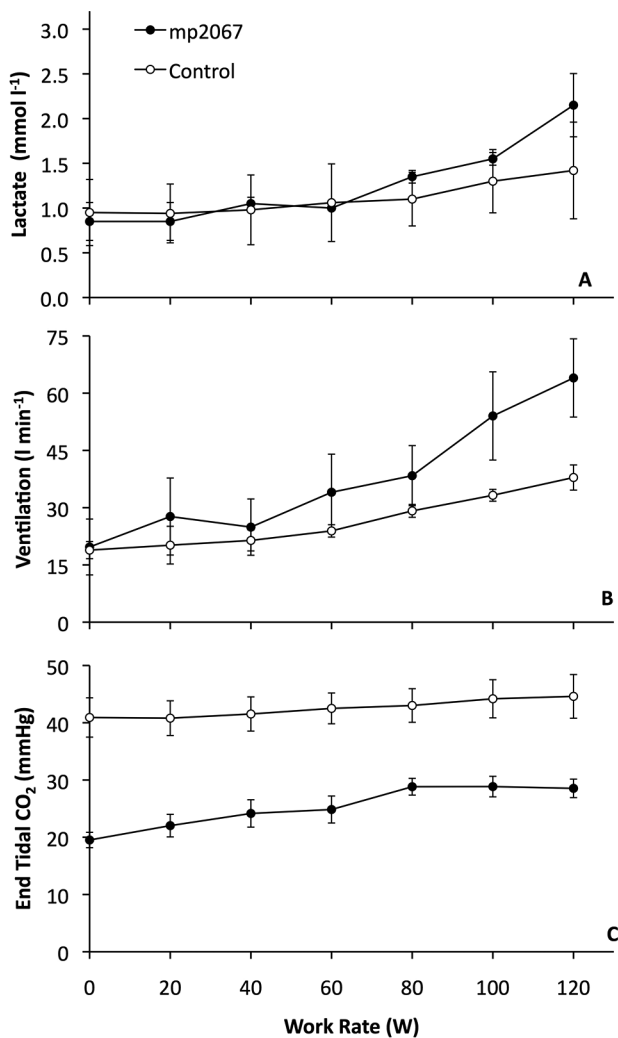 mp2067
Control
3.0
2.5
2.0
1.5
1.0
0.5
0.0
Lactate (mmol l⁻¹)
A
75
60
45
30
15
0
Ventilation (l min⁻¹)
B
50
40
30
20
10
0
End Tidal CO₂ (mmHg)
C
0 20 40 60 80 100 120
Work Rate (W)